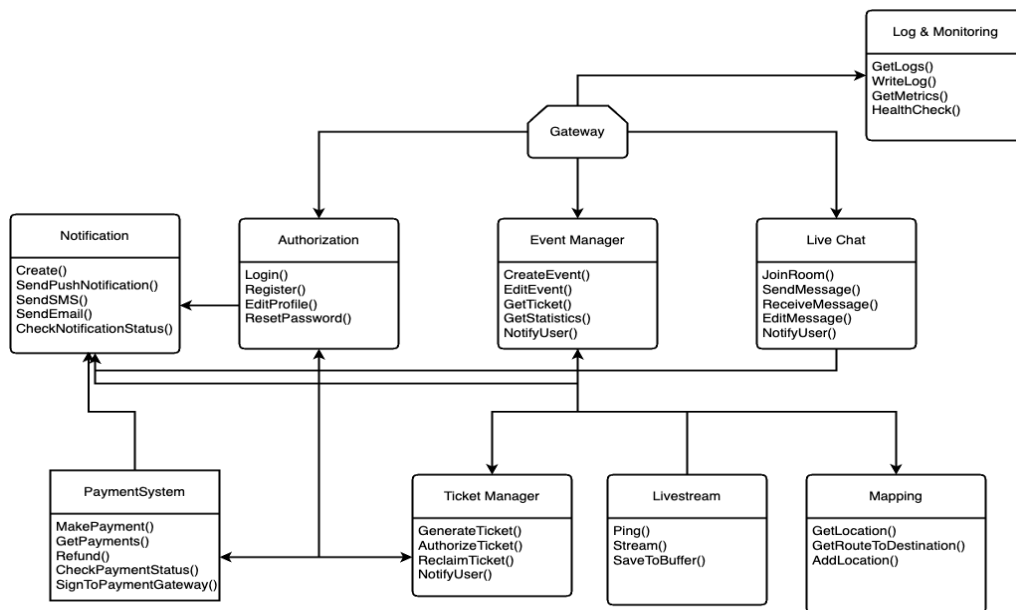 Log & Monitoring
GetLogs()
WriteLog()
GetMetrics()
HealthCheck()
Gateway
Notification
Create()
SendPushNotification()
SendSMS()
SendEmail()
CheckNotificationStatus()
Authorization
Login()
Register()
EditProfile()
ResetPassword()
Event Manager
CreateEvent()
EditEvent()
GetTicket()
GetStatistics()
NotifyUser()
Live Chat
JoinRoom()
SendMessage()
ReceiveMessage()
EditMessage()
NotifyUser()
PaymentSystem
MakePayment()
GetPayments()
Refund()
CheckPaymentStatus()
SignToPaymentGateway()
Ticket Manager
GenerateTicket()
AuthorizeTicket()
ReclaimTicket()
NotifyUser()
Livestream
Ping()
Stream()
SaveToBuffer()
Mapping
GetLocation()
GetRouteToDestination()
AddLocation()